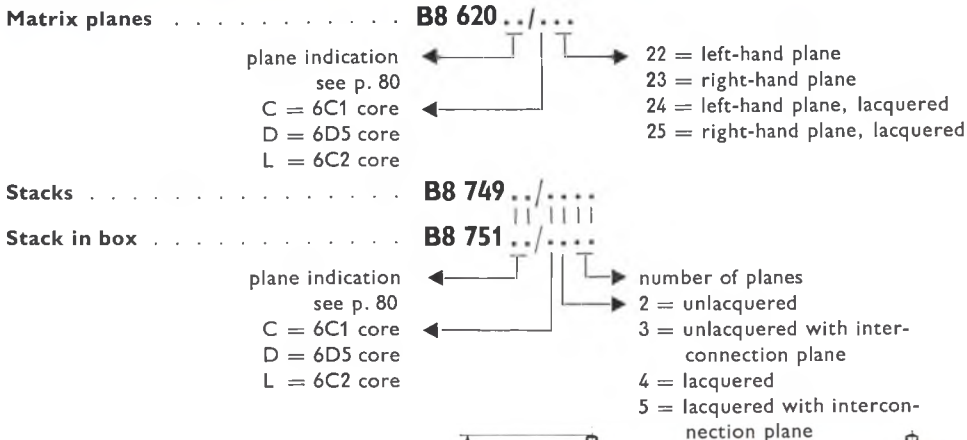 Matrix planes . . . . . . . . . . . . B8 620 . . / . . .
plane indication
see p. 80
C = 6C1 core
D = 6D5 core
L = 6C2 core
22 = left-hand plane
23 = right-hand plane
24 = left-hand plane, lacquered
25 = right-hand plane, lacquered
Stacks . . . . . . . . . . . . . . . . B8 749 . . / . . . .
Stack in box . . . . . . . . . . . . . B8 751 . . / . . . .
plane indication
see p. 80
C = 6C1 core
D = 6D5 core
L = 6C2 core
number of planes
2 = unlacquered
3 = unlacquered with inter-
connection plane
4 = lacquered
5 = lacquered with intercon-
nection plane